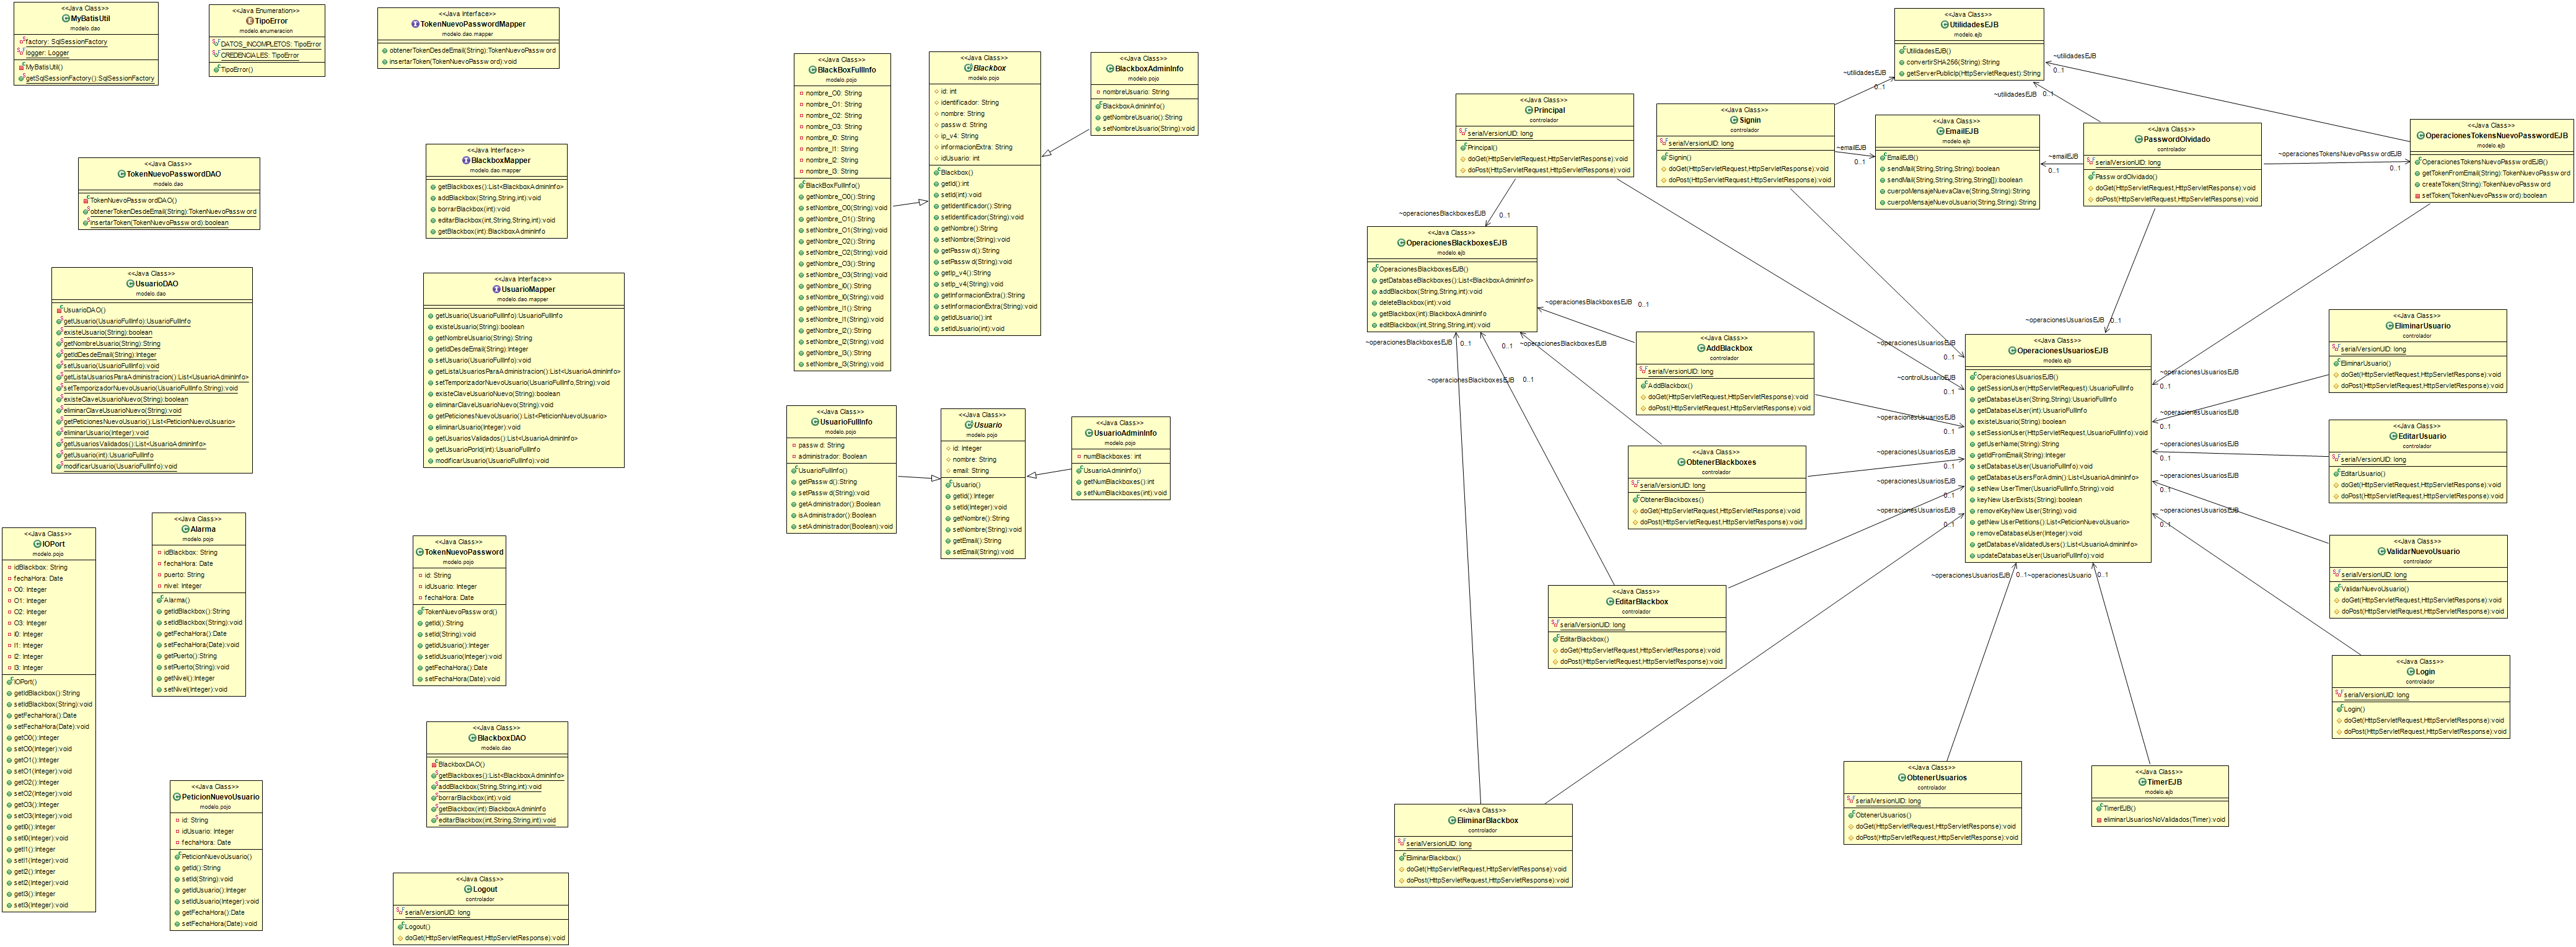 <<Java Class>>
MyBatisUtil
modelo.dao
factory: SqlSessionFactory
logger: Logger
MyBatisUtil()
getSqlSessionFactory():SqlSessionFactory
<<Java Enumeration>>
TipoError
modelo.enumeracion
DATOS_INCOMPLETOS: TipoError
CREDENCIALES: TipoError
TipoError()
<<Java Interface>>
TokenNuevoPasswordMapper
modelo.dao.mapper
obtenerTokenDesdeEmail(String):TokenNuevoPassword
insertarToken(TokenNuevoPassword):void
<<Java Class>>
TokenNuevoPasswordDAO
modelo.dao
TokenNuevoPasswordDAO()
obtenerTokenDesdeEmail(String):TokenNuevoPassword
insertarToken(TokenNuevoPassword):boolean
<<Java Interface>>
BlackboxMapper
modelo.dao.mapper
getBlackboxes():List<BlackboxAdminInfo>
addBlackbox(String,String,int):void
borrarBlackbox(int):void
editarBlackbox(int,String,String,int):void
getBlackbox(int):BlackboxAdminInfo
<<Java Class>>
UsuarioDAO
modelo.dao
UsuarioDAO()
getUsuario(UsuarioFullInfo):UsuarioFullInfo
existeUsuario(String):boolean
getNombreUsuario(String):String
getIdDesdeEmail(String):Integer
setUsuario(UsuarioFullInfo):void
getListaUsuariosParaAdministracion():List<UsuarioAdminInfo>
setTemporizadorNuevoUsuario(UsuarioFullInfo,String):void
existeClaveUsuarioNuevo(String):boolean
eliminarClaveUsuarioNuevo(String):void
getPeticionesNuevoUsuario():List<PeticionNuevoUsuario>
eliminarUsuario(Integer):void
getUsuariosValidados():List<UsuarioAdminInfo>
getUsuario(int):UsuarioFullInfo
modificarUsuario(UsuarioFullInfo):void
<<Java Interface>>
UsuarioMapper
modelo.dao.mapper
getUsuario(UsuarioFullInfo):UsuarioFullInfo
existeUsuario(String):boolean
getNombreUsuario(String):String
getIdDesdeEmail(String):Integer
setUsuario(UsuarioFullInfo):void
getListaUsuariosParaAdministracion():List<UsuarioAdminInfo>
setTemporizadorNuevoUsuario(UsuarioFullInfo,String):void
existeClaveUsuarioNuevo(String):boolean
eliminarClaveUsuarioNuevo(String):void
getPeticionesNuevoUsuario():List<PeticionNuevoUsuario>
eliminarUsuario(Integer):void
getUsuariosValidados():List<UsuarioAdminInfo>
getUsuarioPorId(int):UsuarioFullInfo
modificarUsuario(UsuarioFullInfo):void
<<Java Class>>
IOPort
modelo.pojo
idBlackbox: String
fechaHora: Date
O0: Integer
O1: Integer
O2: Integer
O3: Integer
I0: Integer
I1: Integer
I2: Integer
I3: Integer
IOPort()
getIdBlackbox():String
setIdBlackbox(String):void
getFechaHora():Date
setFechaHora(Date):void
getO0():Integer
setO0(Integer):void
getO1():Integer
setO1(Integer):void
getO2():Integer
setO2(Integer):void
getO3():Integer
setO3(Integer):void
getI0():Integer
setI0(Integer):void
getI1():Integer
setI1(Integer):void
getI2():Integer
setI2(Integer):void
getI3():Integer
setI3(Integer):void
<<Java Class>>
Alarma
modelo.pojo
idBlackbox: String
fechaHora: Date
puerto: String
nivel: Integer
Alarma()
getIdBlackbox():String
setIdBlackbox(String):void
getFechaHora():Date
setFechaHora(Date):void
getPuerto():String
setPuerto(String):void
getNivel():Integer
setNivel(Integer):void
<<Java Class>>
TokenNuevoPassword
modelo.pojo
id: String
idUsuario: Integer
fechaHora: Date
TokenNuevoPassword()
getId():String
setId(String):void
getIdUsuario():Integer
setIdUsuario(Integer):void
getFechaHora():Date
setFechaHora(Date):void
<<Java Class>>
BlackboxDAO
modelo.dao
BlackboxDAO()
getBlackboxes():List<BlackboxAdminInfo>
addBlackbox(String,String,int):void
borrarBlackbox(int):void
getBlackbox(int):BlackboxAdminInfo
editarBlackbox(int,String,String,int):void
<<Java Class>>
PeticionNuevoUsuario
modelo.pojo
id: String
idUsuario: Integer
fechaHora: Date
PeticionNuevoUsuario()
getId():String
setId(String):void
getIdUsuario():Integer
setIdUsuario(Integer):void
getFechaHora():Date
setFechaHora(Date):void
<<Java Class>>
Logout
controlador
serialVersionUID: long
Logout()
doGet(HttpServletRequest,HttpServletResponse):void
<<Java Class>>
BlackBoxFullInfo
modelo.pojo
nombre_O0: String
nombre_O1: String
nombre_O2: String
nombre_O3: String
nombre_I0: String
nombre_I1: String
nombre_I2: String
nombre_I3: String
BlackBoxFullInfo()
getNombre_O0():String
setNombre_O0(String):void
getNombre_O1():String
setNombre_O1(String):void
getNombre_O2():String
setNombre_O2(String):void
getNombre_O3():String
setNombre_O3(String):void
getNombre_I0():String
setNombre_I0(String):void
getNombre_I1():String
setNombre_I1(String):void
getNombre_I2():String
setNombre_I2(String):void
getNombre_I3():String
setNombre_I3(String):void
<<Java Class>>
Blackbox
modelo.pojo
id: int
identificador: String
nombre: String
password: String
ip_v4: String
informacionExtra: String
idUsuario: int
Blackbox()
getId():int
setId(int):void
getIdentificador():String
setIdentificador(String):void
getNombre():String
setNombre(String):void
getPassword():String
setPassword(String):void
getIp_v4():String
setIp_v4(String):void
getInformacionExtra():String
setInformacionExtra(String):void
getIdUsuario():int
setIdUsuario(int):void
<<Java Class>>
BlackboxAdminInfo
modelo.pojo
nombreUsuario: String
BlackboxAdminInfo()
getNombreUsuario():String
setNombreUsuario(String):void
<<Java Class>>
UsuarioFullInfo
modelo.pojo
password: String
administrador: Boolean
UsuarioFullInfo()
getPassword():String
setPassword(String):void
getAdministrador():Boolean
isAdministrador():Boolean
setAdministrador(Boolean):void
<<Java Class>>
Usuario
modelo.pojo
id: Integer
nombre: String
email: String
Usuario()
getId():Integer
setId(Integer):void
getNombre():String
setNombre(String):void
getEmail():String
setEmail(String):void
<<Java Class>>
UsuarioAdminInfo
modelo.pojo
numBlackboxes: int
UsuarioAdminInfo()
getNumBlackboxes():int
setNumBlackboxes(int):void
<<Java Class>>
UtilidadesEJB
modelo.ejb
UtilidadesEJB()
convertirSHA256(String):String
getServerPublicIp(HttpServletRequest):String
~utilidadesEJB
0..1
~utilidadesEJB
0..1
~utilidadesEJB
0..1
<<Java Class>>
Principal
controlador
serialVersionUID: long
Principal()
doGet(HttpServletRequest,HttpServletResponse):void
doPost(HttpServletRequest,HttpServletResponse):void
<<Java Class>>
Signin
controlador
serialVersionUID: long
Signin()
doGet(HttpServletRequest,HttpServletResponse):void
doPost(HttpServletRequest,HttpServletResponse):void
~emailEJB
0..1
<<Java Class>>
EmailEJB
modelo.ejb
EmailEJB()
sendMail(String,String,String):boolean
sendMail(String,String,String,String[]):boolean
cuerpoMensajeNuevaClave(String,String):String
cuerpoMensajeNuevoUsuario(String,String):String
~emailEJB
0..1
<<Java Class>>
PasswordOlvidado
controlador
serialVersionUID: long
PasswordOlvidado()
doGet(HttpServletRequest,HttpServletResponse):void
doPost(HttpServletRequest,HttpServletResponse):void
~operacionesTokensNuevoPasswordEJB
0..1
<<Java Class>>
OperacionesTokensNuevoPasswordEJB
modelo.ejb
OperacionesTokensNuevoPasswordEJB()
getTokenFromEmail(String):TokenNuevoPassword
createToken(String):TokenNuevoPassword
setToken(TokenNuevoPassword):boolean
~operacionesBlackboxesEJB
0..1
<<Java Class>>
OperacionesBlackboxesEJB
modelo.ejb
OperacionesBlackboxesEJB()
getDatabaseBlackboxes():List<BlackboxAdminInfo>
addBlackbox(String,String,int):void
deleteBlackbox(int):void
getBlackbox(int):BlackboxAdminInfo
editBlackbox(int,String,String,int):void
~operacionesBlackboxesEJB
0..1
~operacionesBlackboxesEJB
0..1
~operacionesBlackboxesEJB
0..1
~operacionesBlackboxesEJB
0..1
<<Java Class>>
AddBlackbox
controlador
serialVersionUID: long
AddBlackbox()
doGet(HttpServletRequest,HttpServletResponse):void
doPost(HttpServletRequest,HttpServletResponse):void
<<Java Class>>
ObtenerBlackboxes
controlador
serialVersionUID: long
ObtenerBlackboxes()
doGet(HttpServletRequest,HttpServletResponse):void
doPost(HttpServletRequest,HttpServletResponse):void
<<Java Class>>
EditarBlackbox
controlador
serialVersionUID: long
EditarBlackbox()
doGet(HttpServletRequest,HttpServletResponse):void
doPost(HttpServletRequest,HttpServletResponse):void
<<Java Class>>
EliminarBlackbox
controlador
serialVersionUID: long
EliminarBlackbox()
doGet(HttpServletRequest,HttpServletResponse):void
doPost(HttpServletRequest,HttpServletResponse):void
~operacionesUsuariosEJB
0..1
~operacionesUsuariosEJB
0..1
~controlUsuarioEJB
0..1
~operacionesUsuariosEJB
0..1
~operacionesUsuariosEJB
0..1
~operacionesUsuariosEJB
0..1
~operacionesUsuariosEJB
0..1
<<Java Class>>
OperacionesUsuariosEJB
modelo.ejb
OperacionesUsuariosEJB()
getSessionUser(HttpServletRequest):UsuarioFullInfo
getDatabaseUser(String,String):UsuarioFullInfo
getDatabaseUser(int):UsuarioFullInfo
existeUsuario(String):boolean
setSessionUser(HttpServletRequest,UsuarioFullInfo):void
getUserName(String):String
getIdFromEmail(String):Integer
setDatabaseUser(UsuarioFullInfo):void
getDatabaseUsersForAdmin():List<UsuarioAdminInfo>
setNewUserTimer(UsuarioFullInfo,String):void
keyNewUserExists(String):boolean
removeKeyNewUser(String):void
getNewUserPetitions():List<PeticionNuevoUsuario>
removeDatabaseUser(Integer):void
getDatabaseValidatedUsers():List<UsuarioAdminInfo>
updateDatabaseUser(UsuarioFullInfo):void
~operacionesUsuariosEJB
0..1
~operacionesUsuariosEJB
0..1
~operacionesUsuariosEJB
0..1
~operacionesUsuariosEJB
0..1
~operacionesUsuariosEJB
0..1
~operacionesUsuariosEJB
0..1
~operacionesUsuario
0..1
<<Java Class>>
EliminarUsuario
controlador
serialVersionUID: long
EliminarUsuario()
doGet(HttpServletRequest,HttpServletResponse):void
doPost(HttpServletRequest,HttpServletResponse):void
<<Java Class>>
EditarUsuario
controlador
serialVersionUID: long
EditarUsuario()
doGet(HttpServletRequest,HttpServletResponse):void
doPost(HttpServletRequest,HttpServletResponse):void
<<Java Class>>
ValidarNuevoUsuario
controlador
serialVersionUID: long
ValidarNuevoUsuario()
doGet(HttpServletRequest,HttpServletResponse):void
doPost(HttpServletRequest,HttpServletResponse):void
<<Java Class>>
Login
controlador
serialVersionUID: long
Login()
doGet(HttpServletRequest,HttpServletResponse):void
doPost(HttpServletRequest,HttpServletResponse):void
<<Java Class>>
ObtenerUsuarios
controlador
serialVersionUID: long
ObtenerUsuarios()
doGet(HttpServletRequest,HttpServletResponse):void
doPost(HttpServletRequest,HttpServletResponse):void
<<Java Class>>
TimerEJB
modelo.ejb
TimerEJB()
eliminarUsuariosNoValidados(Timer):void